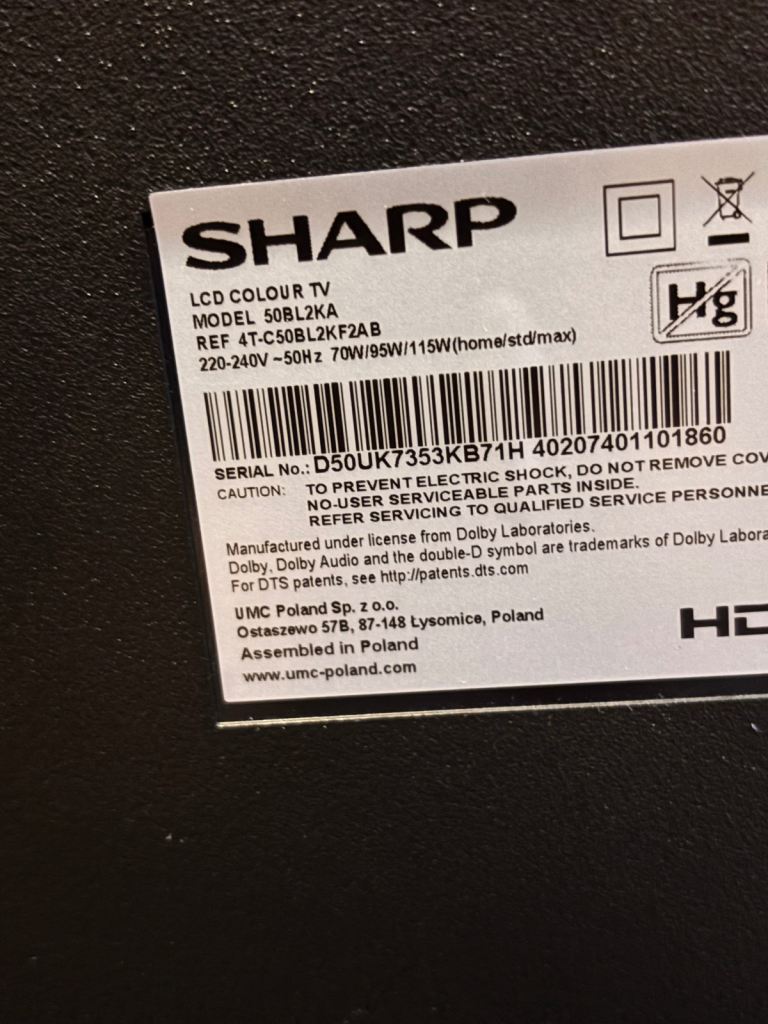 SHARP
LCD COLOUR TV
MODEL 50BL2KA
REF 4T-C50BL2KF2AB
220-240V ~50Hz 70W/95W/115W(home/std/max)
Hg
SERIAL No.: D50UK7353KB71H 40207401101860
CAUTION: TO PREVENT ELECTRIC SHOCK, DO NOT REMOVE COV
NO-USER SERVICEABLE PARTS INSIDE.
REFER SERVICING TO QUALIFIED SERVICE PERSONNE
Manufactured under license from Dolby Laboratories.
Dolby, Dolby Audio and the double-D symbol are trademarks of Dolby Labora
For DTS patents, see http://patents.dts.com
UMC Poland Sp. z o.o.
Ostaszewo 57B, 87-148 Łysomice, Poland
Assembled in Poland
www.umc-poland.com
HD